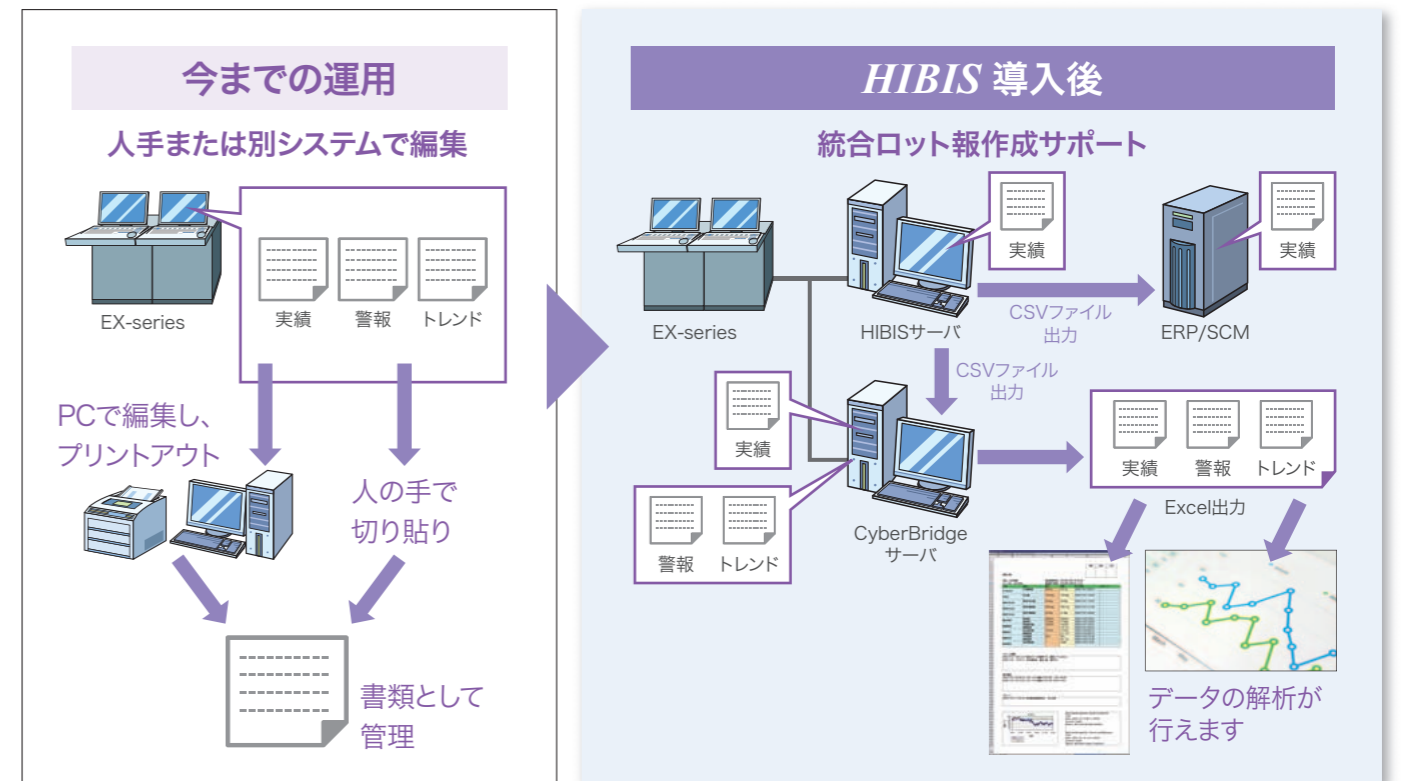 今までの運用
人手または別システムで編集
EX-series
実績
警報
トレンド
PCで編集し、
プリントアウト
人の手で
切り貼り
書類として
管理
HIBIS 導入後
統合ロット報作成サポート
EX-series
実績
HIBISサーバ
CSVファイル
出力
実績
ERP/SCM
CSVファイル
出力
実績
警報
トレンド
CyberBridge
サーバ
実績
警報
トレンド
Excel出力
データの解析が
行えます